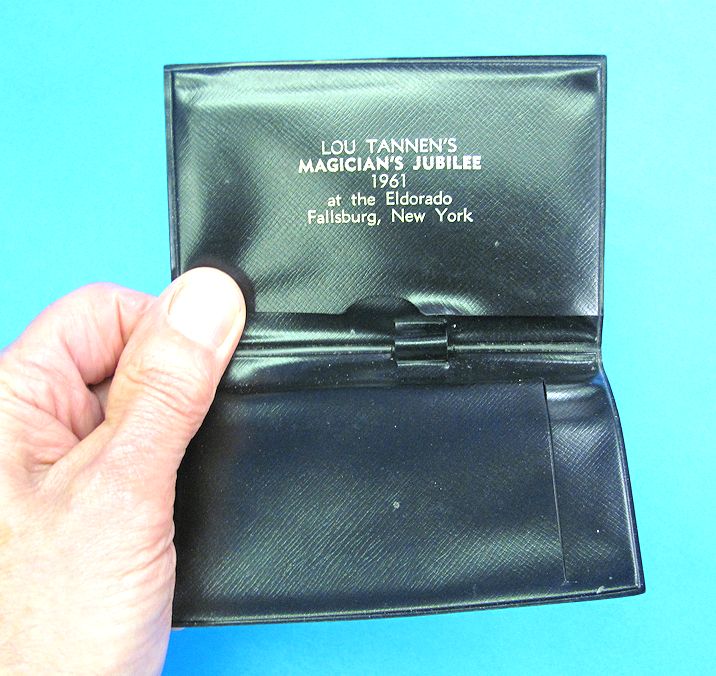 LOU TANNEN'S
MAGICIAN'S JUBILEE
1961
at the Eldorado
Fallsburg, New York